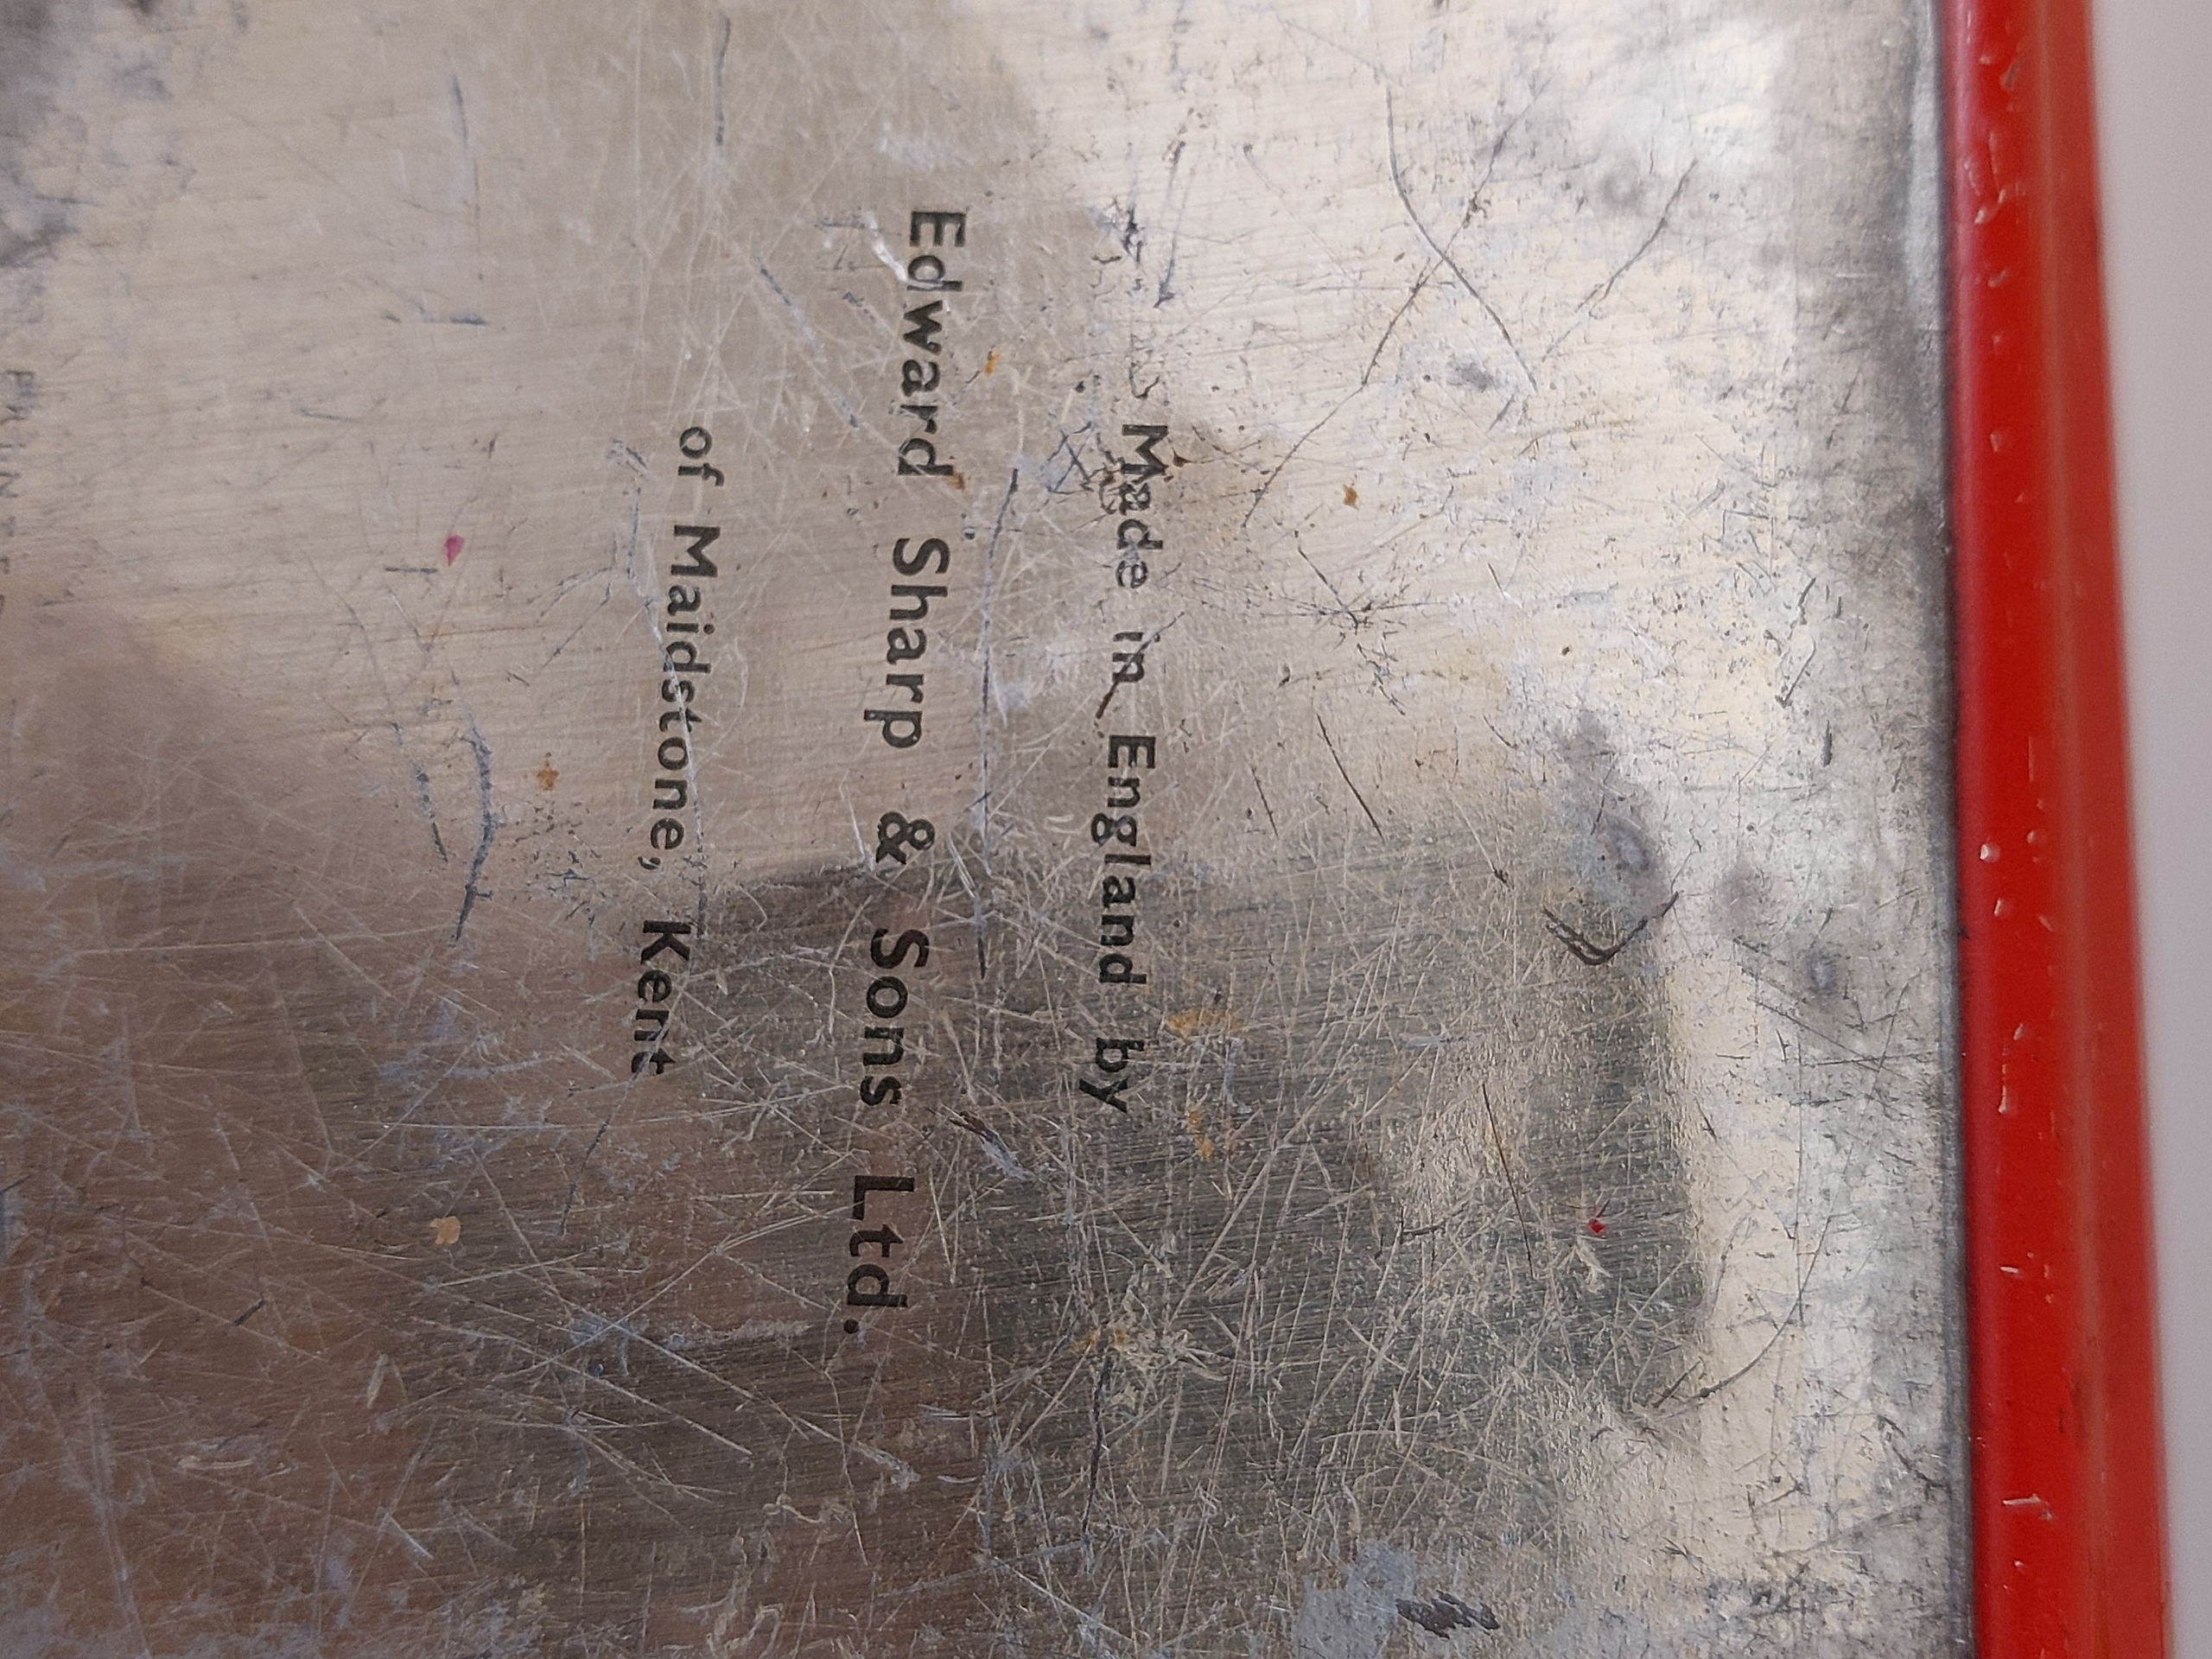 Made in England by
Edward Sharp & Sons Ltd.
of Maidstone, Kent